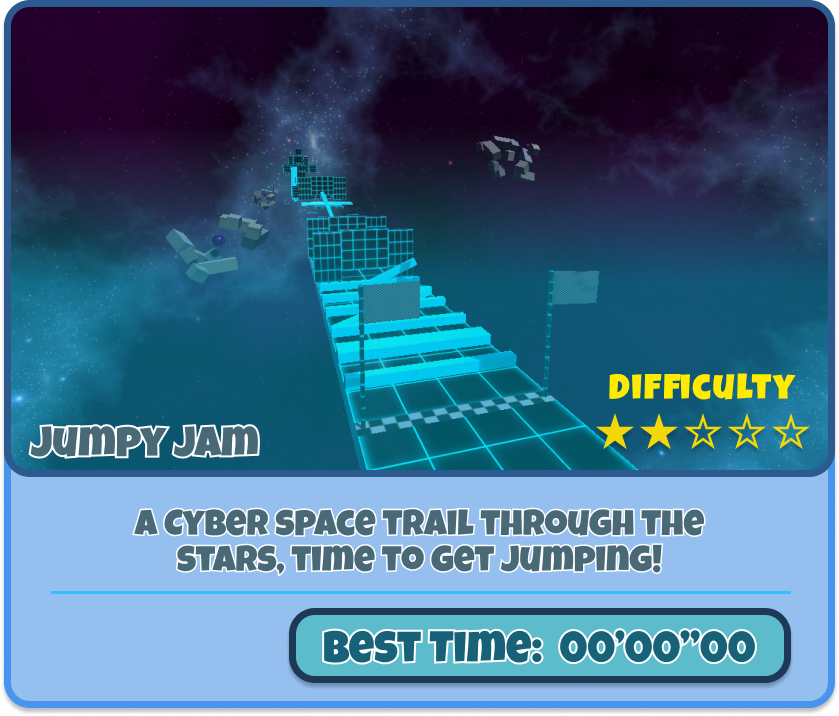 DIFFICULTY
★★☆☆☆
JUMPY JAM
A CYBER SPACE TRAIL THROUGH THE
STARS, TIME TO GET JUMPING!
BEST TIME: 00’00”00